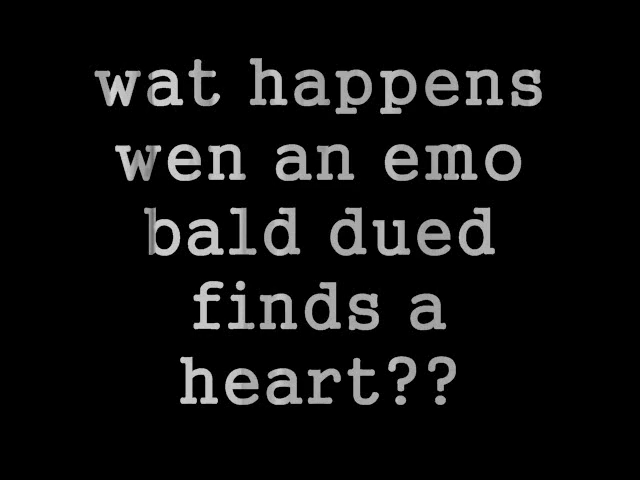 wat happens
wen an emo
bald dued
finds a
heart??